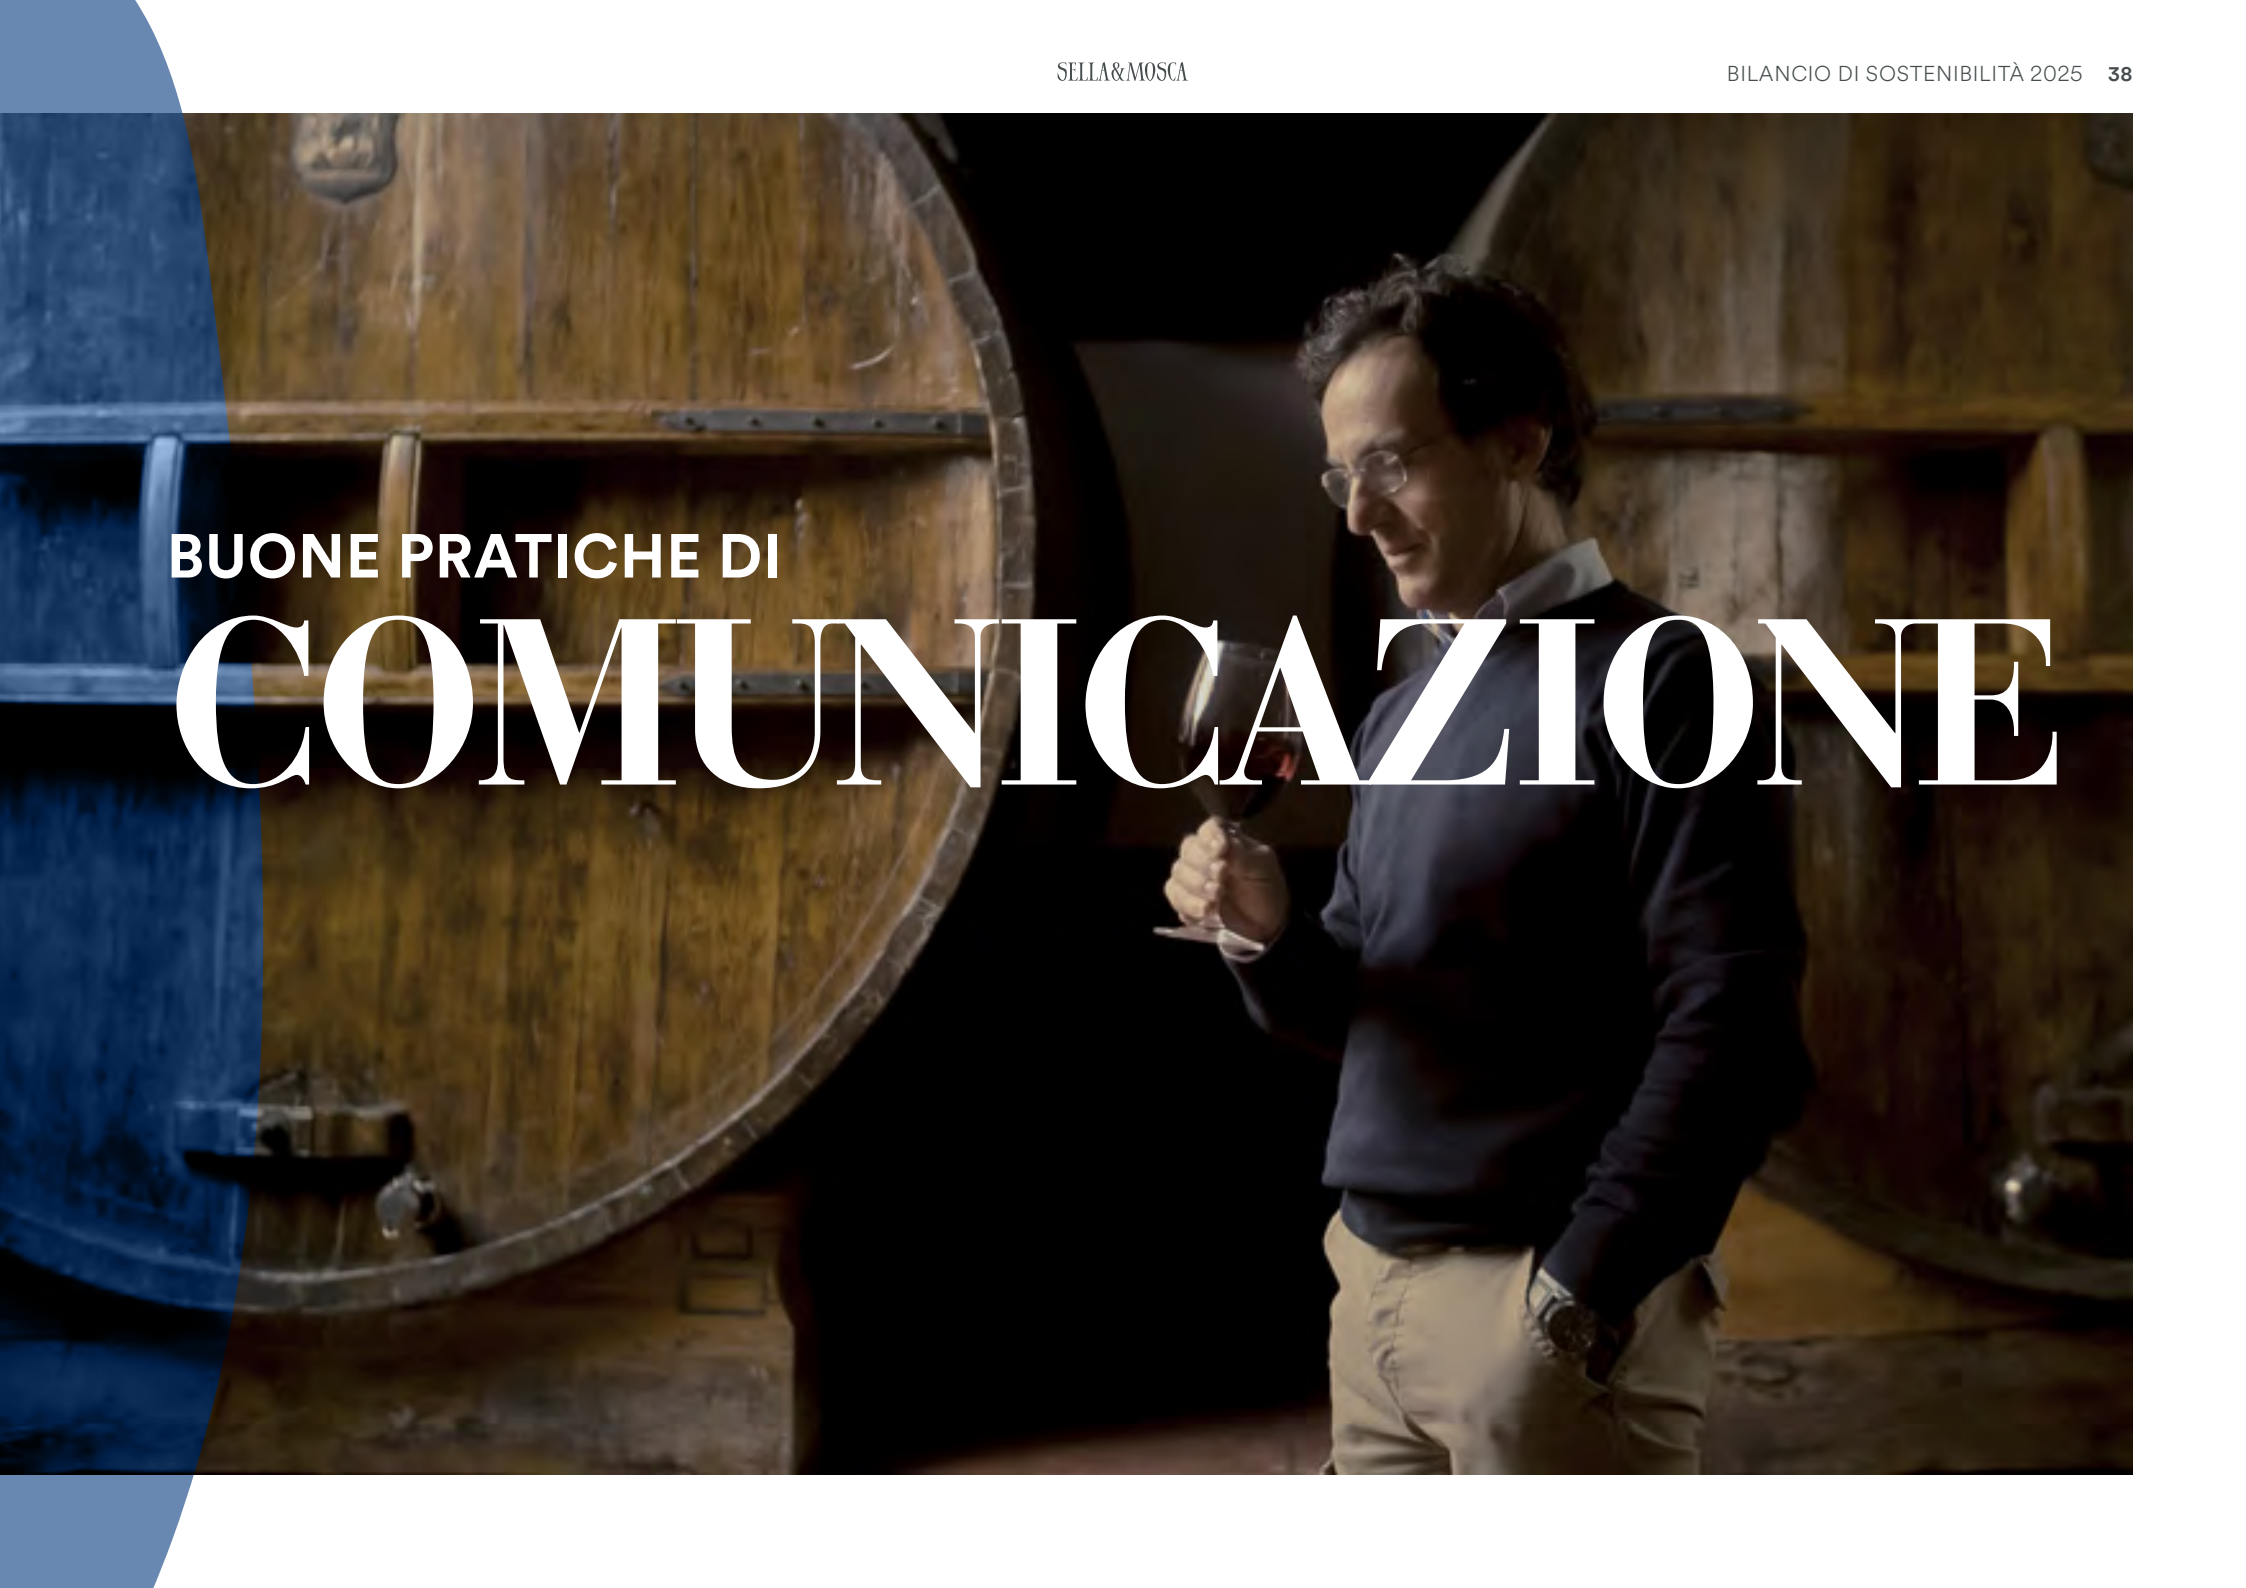 SELLA&MOSCA
BILANCIO DI SOSTENIBILITÀ 2025 38
BUONE PRATICHE DI
COMUNICAZIONE